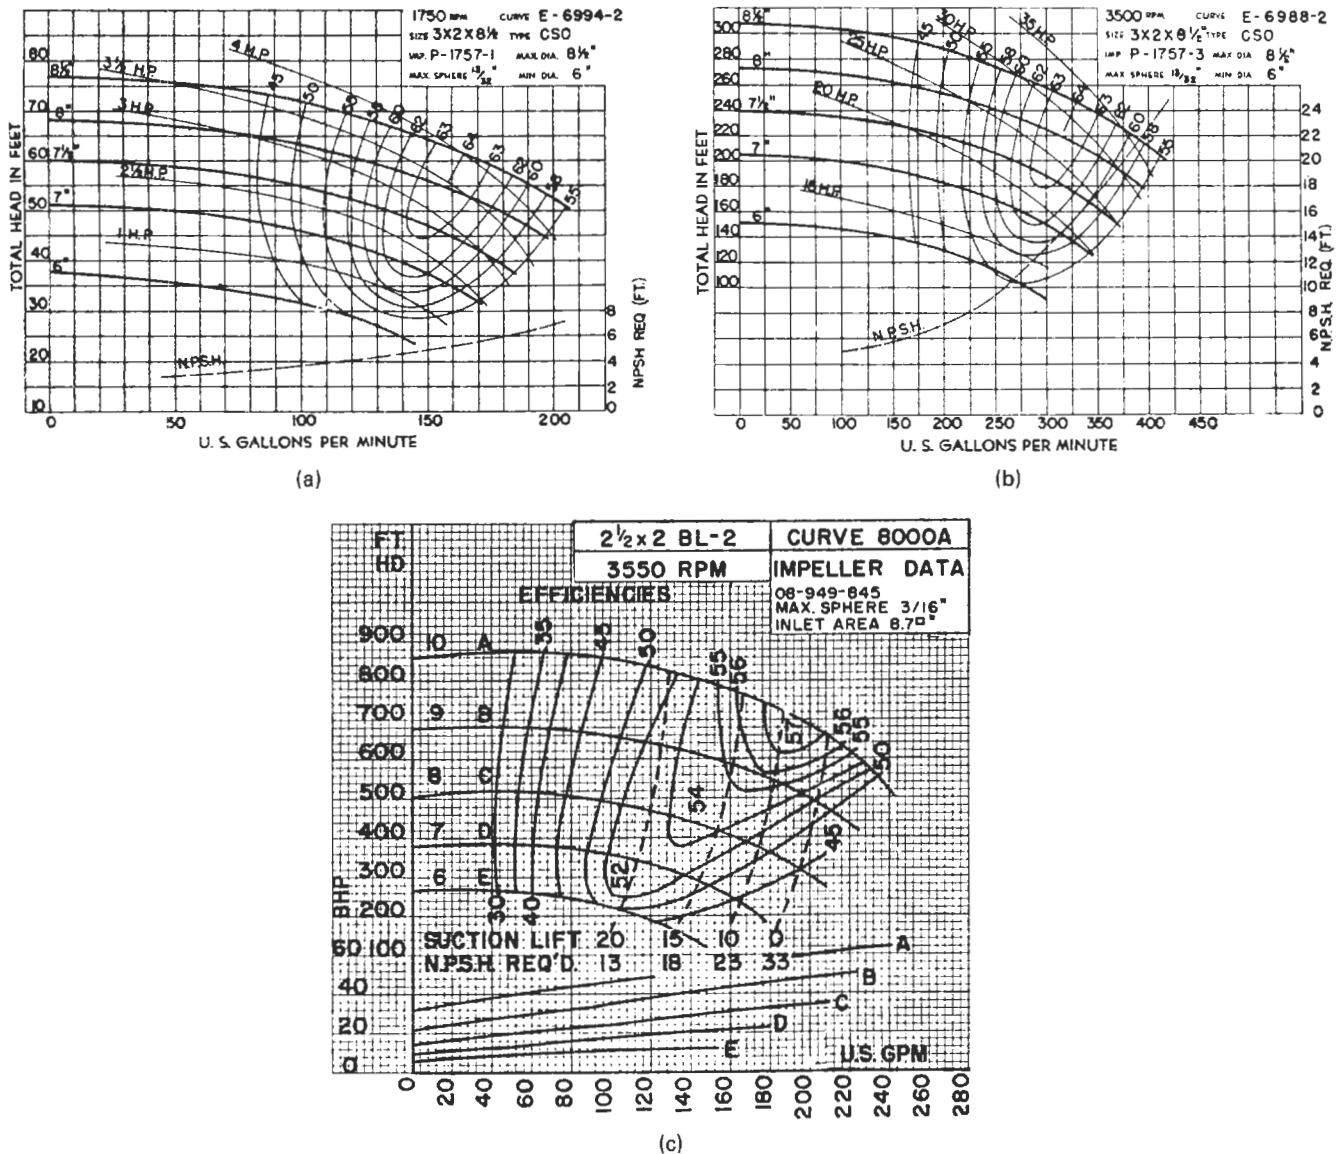 1750 RPM CURVE E-6994-2
SIZE 3X2X8½ TYPE CSO
IMP. P-1757-1 MAX DIA. 8½"
MAX. SPHERE 13/32" MIN DIA. 6"
TOTAL HEAD IN FEET
80
70
60
50
40
30
20
10
8½"
8"
7½"
7"
6"
4 H.P.
3½ H.P.
3 H.P.
2½ H.P.
1 H.P.
45
50
56
58
60
62
63
64
63
62
60
58
55
N.P.S.H.
8
6
4
2
0
NPSH REQ (FT.)
0 50 100 150 200
U. S. GALLONS PER MINUTE
(a)
3500 RPM CURVE E-6988-2
SIZE 3X2X8½" TYPE CSO
IMP P-1757-3 MAX DIA. 8½"
MAX SPHERE 13/32" MIN DIA 6"
TOTAL HEAD IN FEET
300
280
260
240
220
200
180
160
140
200
100
8½"
8"
7½"
7"
6"
35 H.P.
30 H.P.
25 H.P.
20 H.P.
15 H.P.
45
50
55
58
60
62
63
64
63
62
60
58
55
N.P.S.H.
24
22
20
18
16
14
12
10
8
6
4
2
0
N.P.S.H. REQ. (FT.)
0 50 100 150 200 250 300 350 400 450
U. S. GALLONS PER MINUTE
(b)
2½ x 2 BL-2 CURVE 8000A
3550 RPM IMPELLER DATA
08-949-845
MAX. SPHERE 3/16"
INLET AREA 8.7□"
FT.
HD
EFFICIENCIES
900
800
700
600
500
400
300
200
100
BHP
60
40
20
0
10 A
9 B
8 C
7 D
6 E
35
45
50
55
56
57
56
55
50
45
54
52
30
40
SUCTION LIFT 20 15 10 0
N.P.S.H. REQ'D. 13 18 23 33
A
B
C
D
E
U.S. GPM
0 20 40 60 80 100 120 140 160 180 200 220 240 260 280
(c)